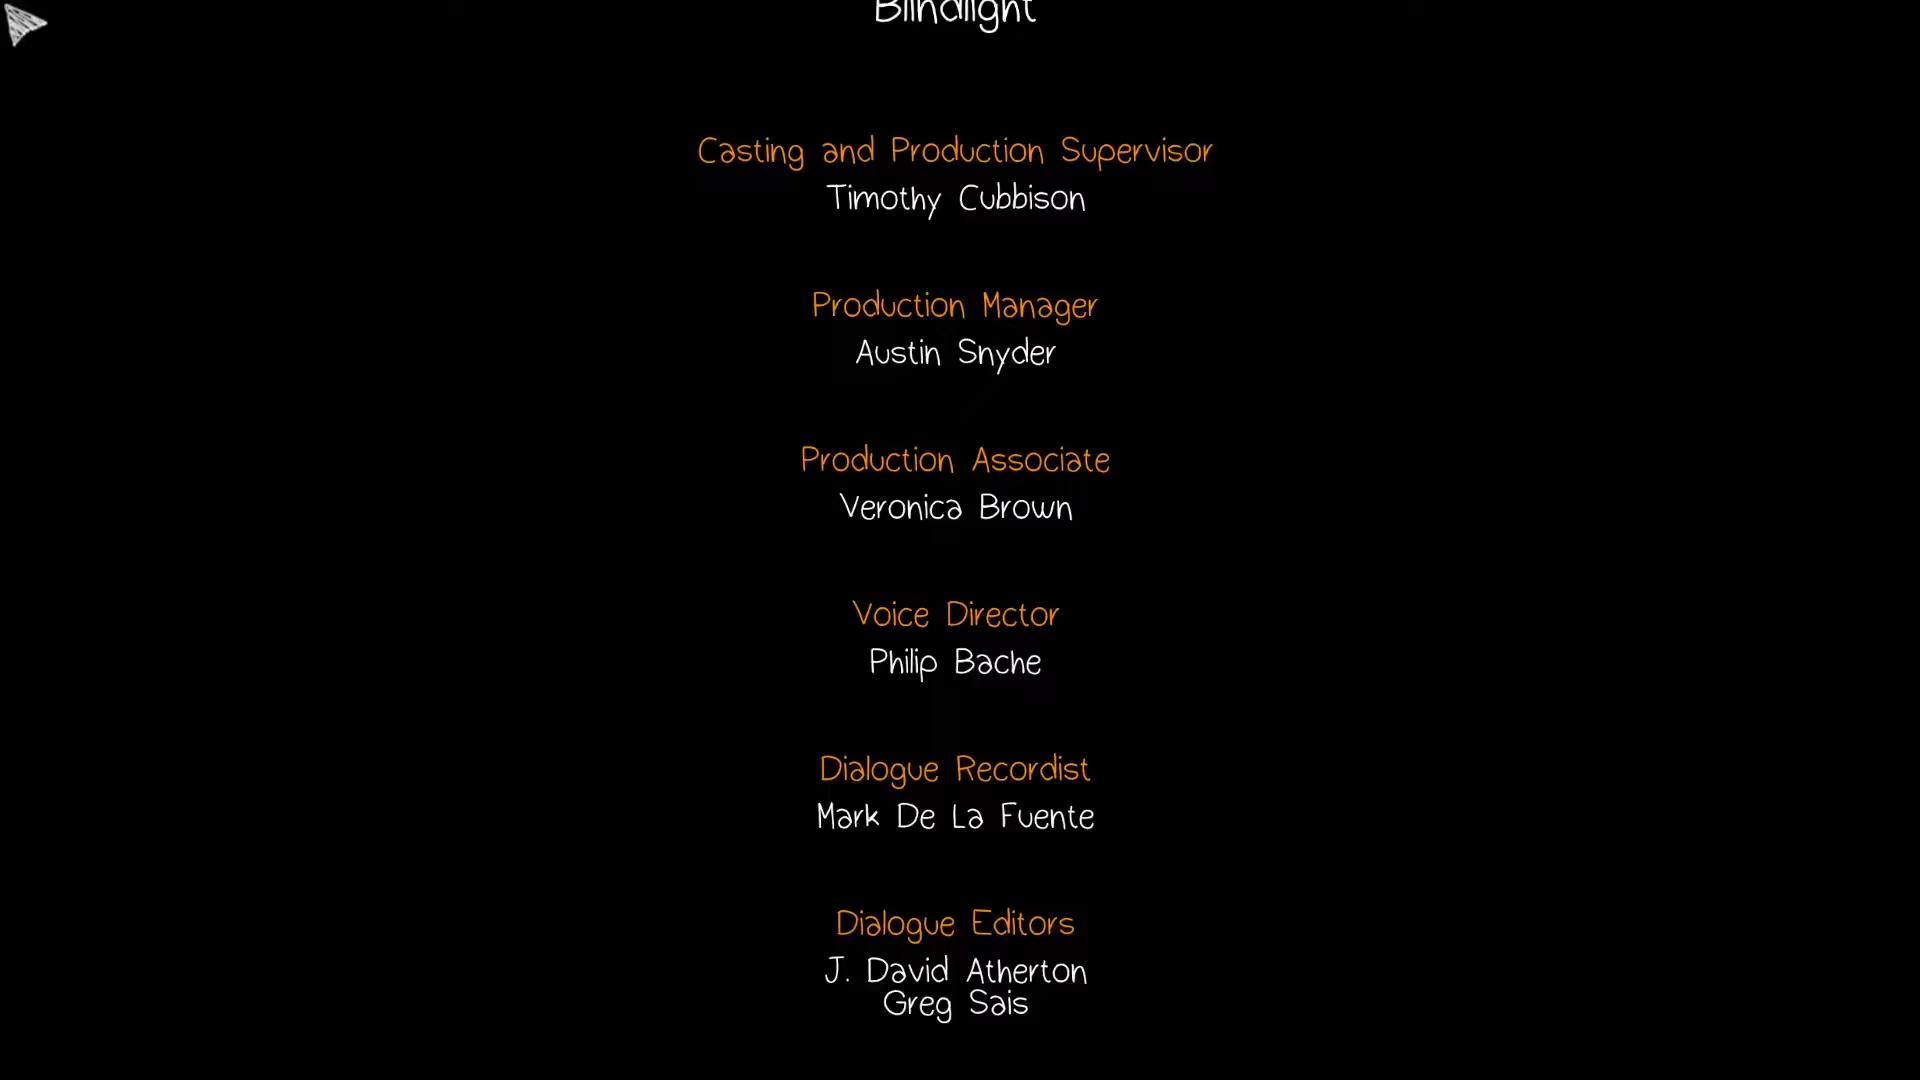 Blindlight
Casting and Production Supervisor
Timothy Cubbison
Production Manager
Austin Snyder
Production Associate
Veronica Brown
Voice Director
Philip Bache
Dialogue Recordist
Mark De La Fuente
Dialogue Editors
J. David Atherton
Greg Sais